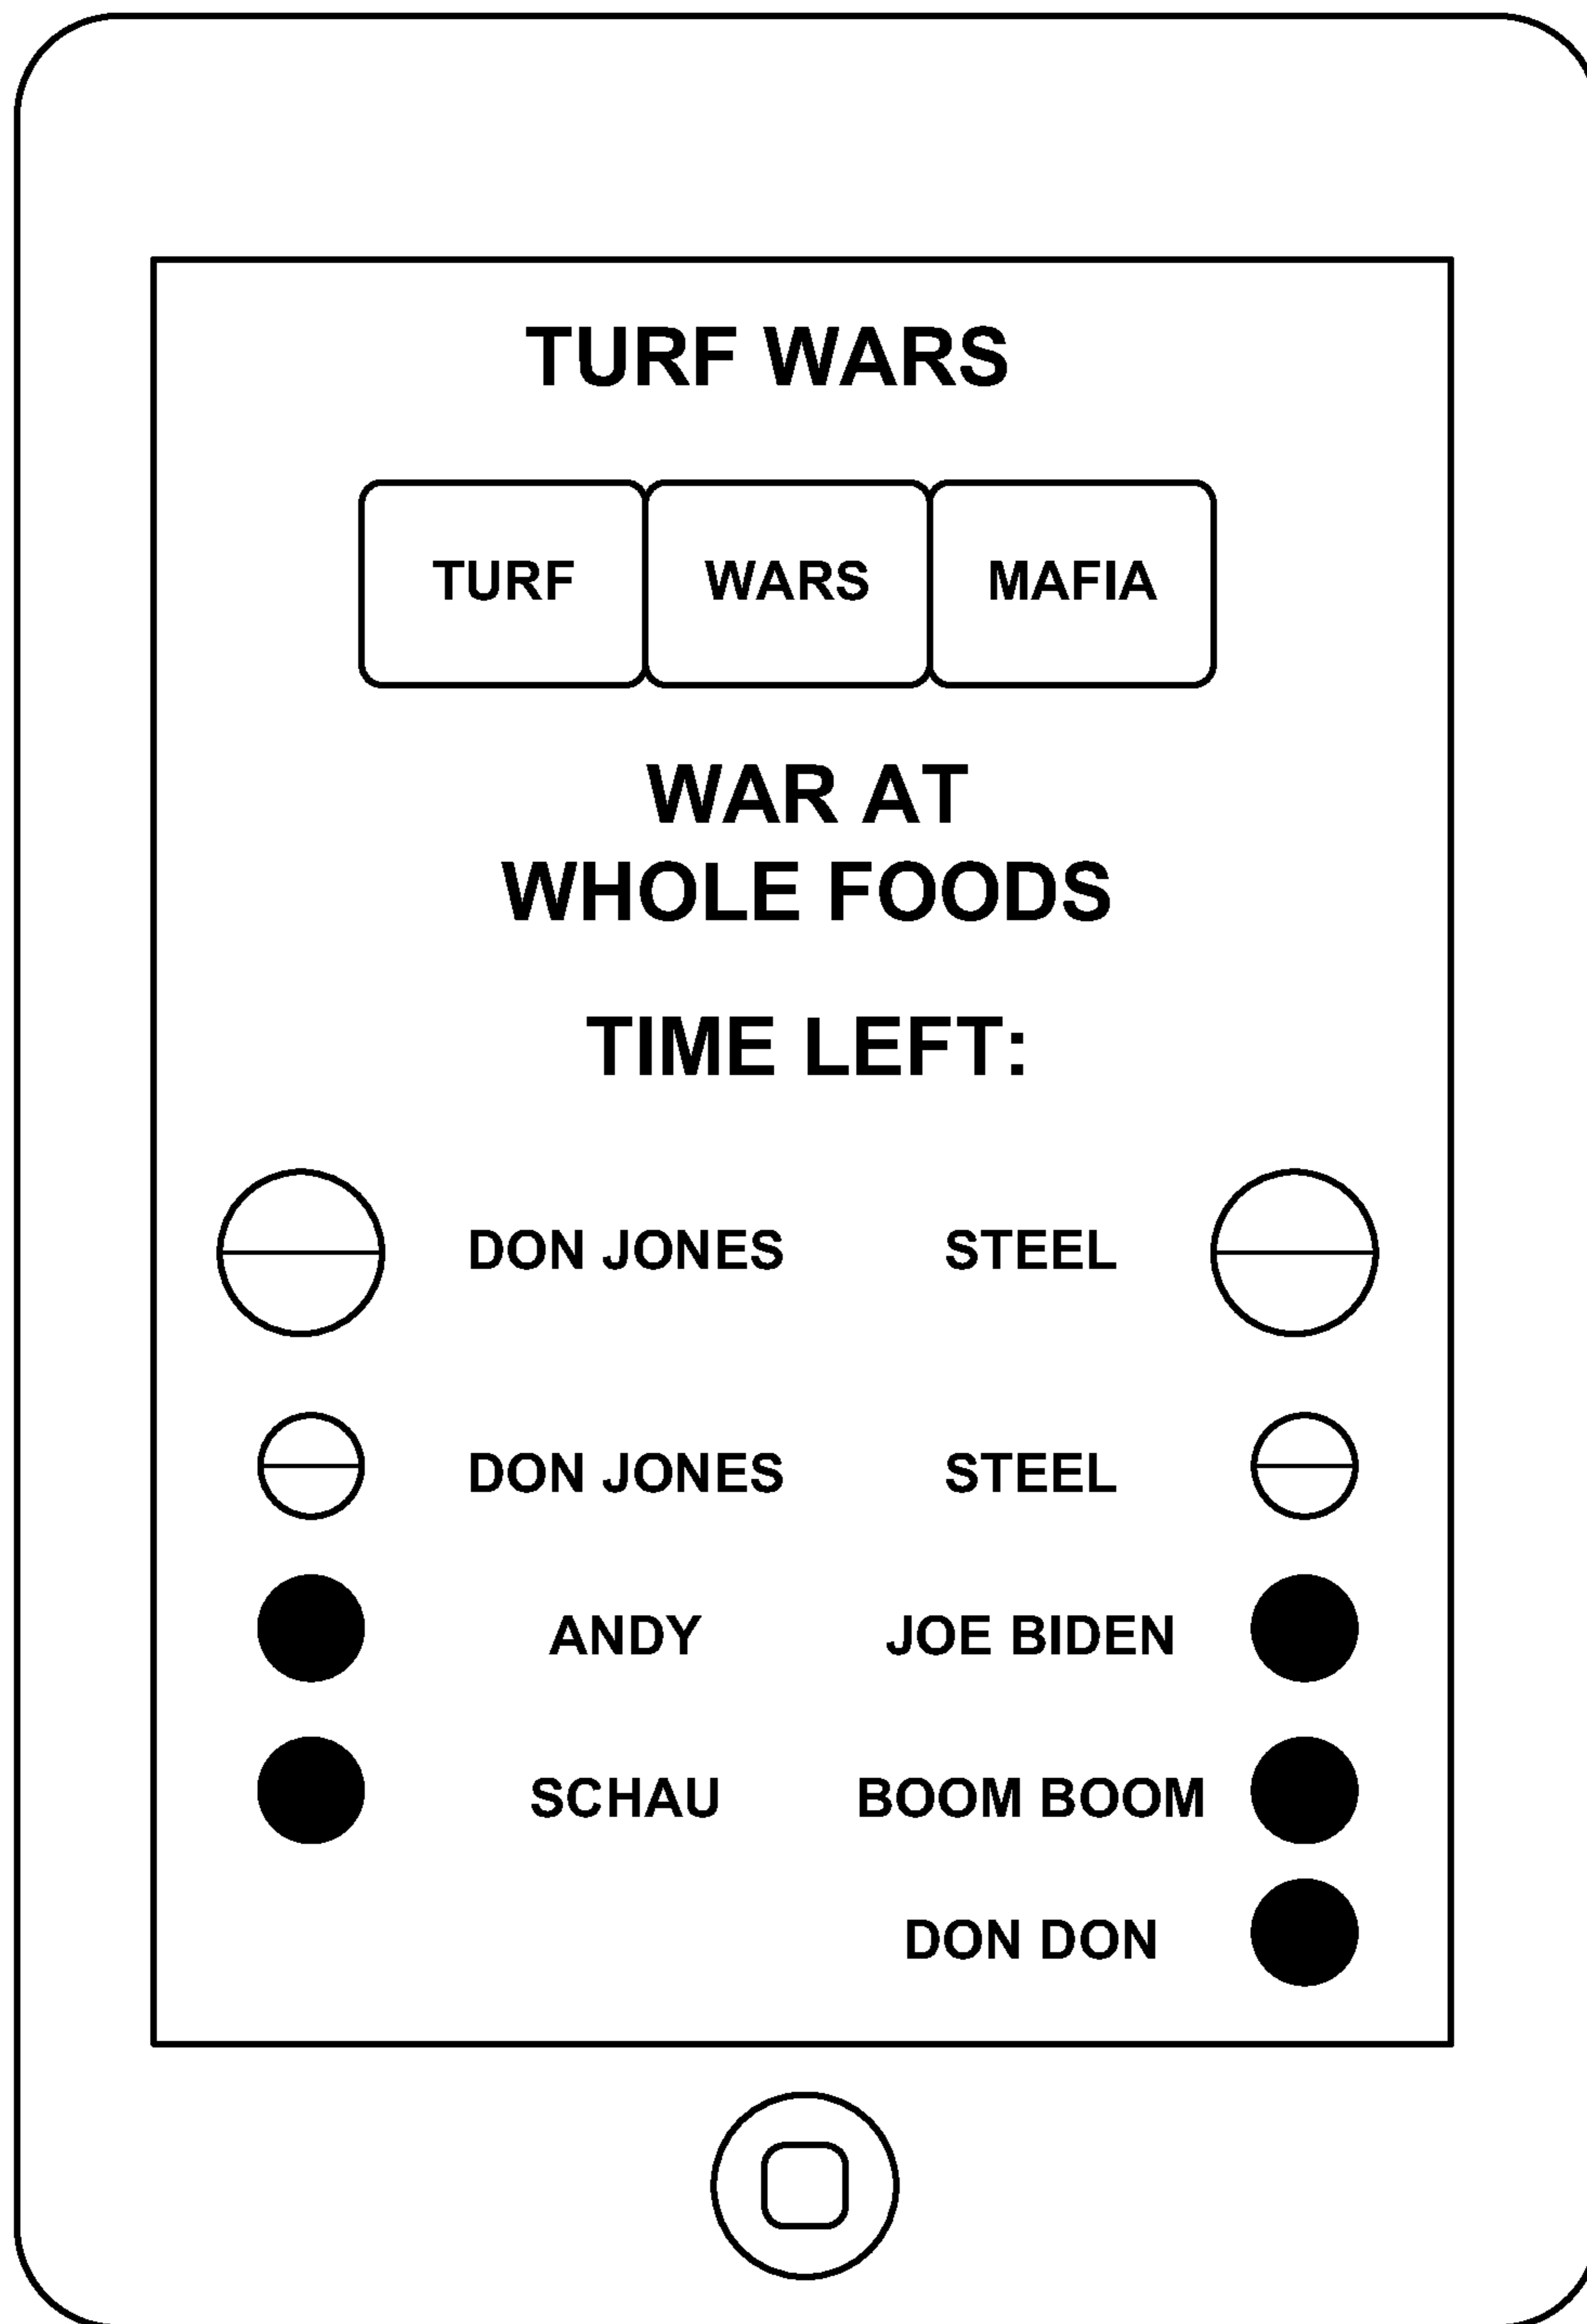 TURF WARS
TURF WARS MAFIA
WAR AT
WHOLE FOODS
TIME LEFT:
DON JONES STEEL
DON JONES STEEL
ANDY JOE BIDEN
SCHAU BOOM BOOM
DON DON